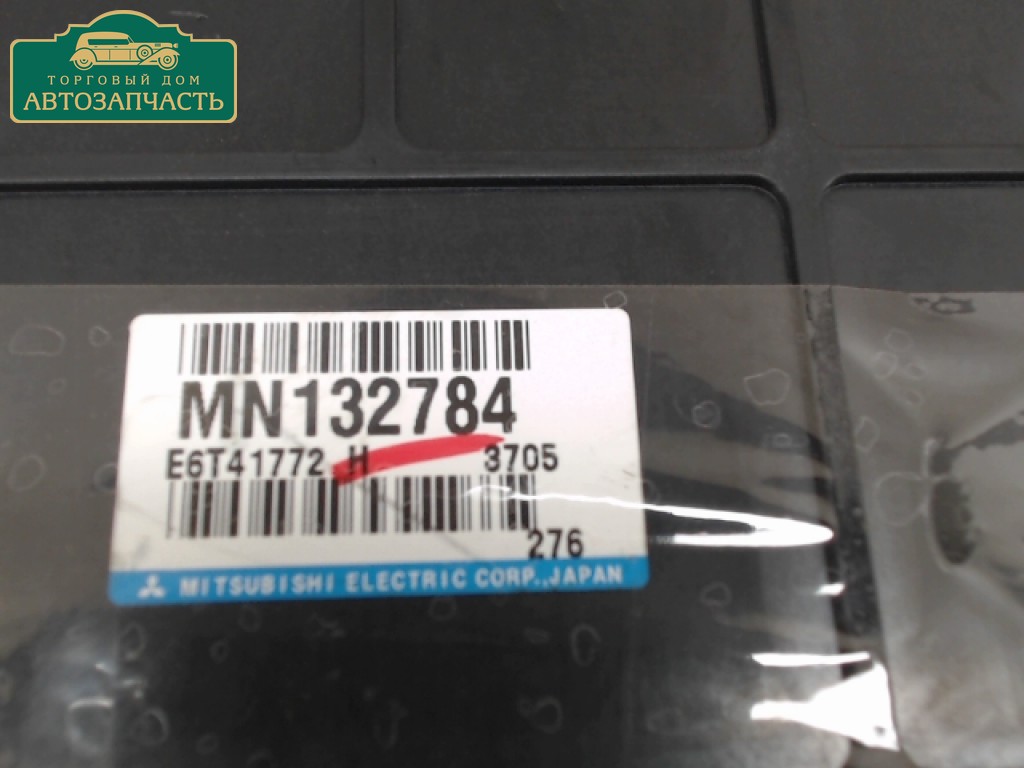 ТОРГОВЫЙ ДОМ
АВТОЗАПЧАСТЬ
MN132784
E6T41772 H 3705
276
MITSUBISHI ELECTRIC CORP., JAPAN